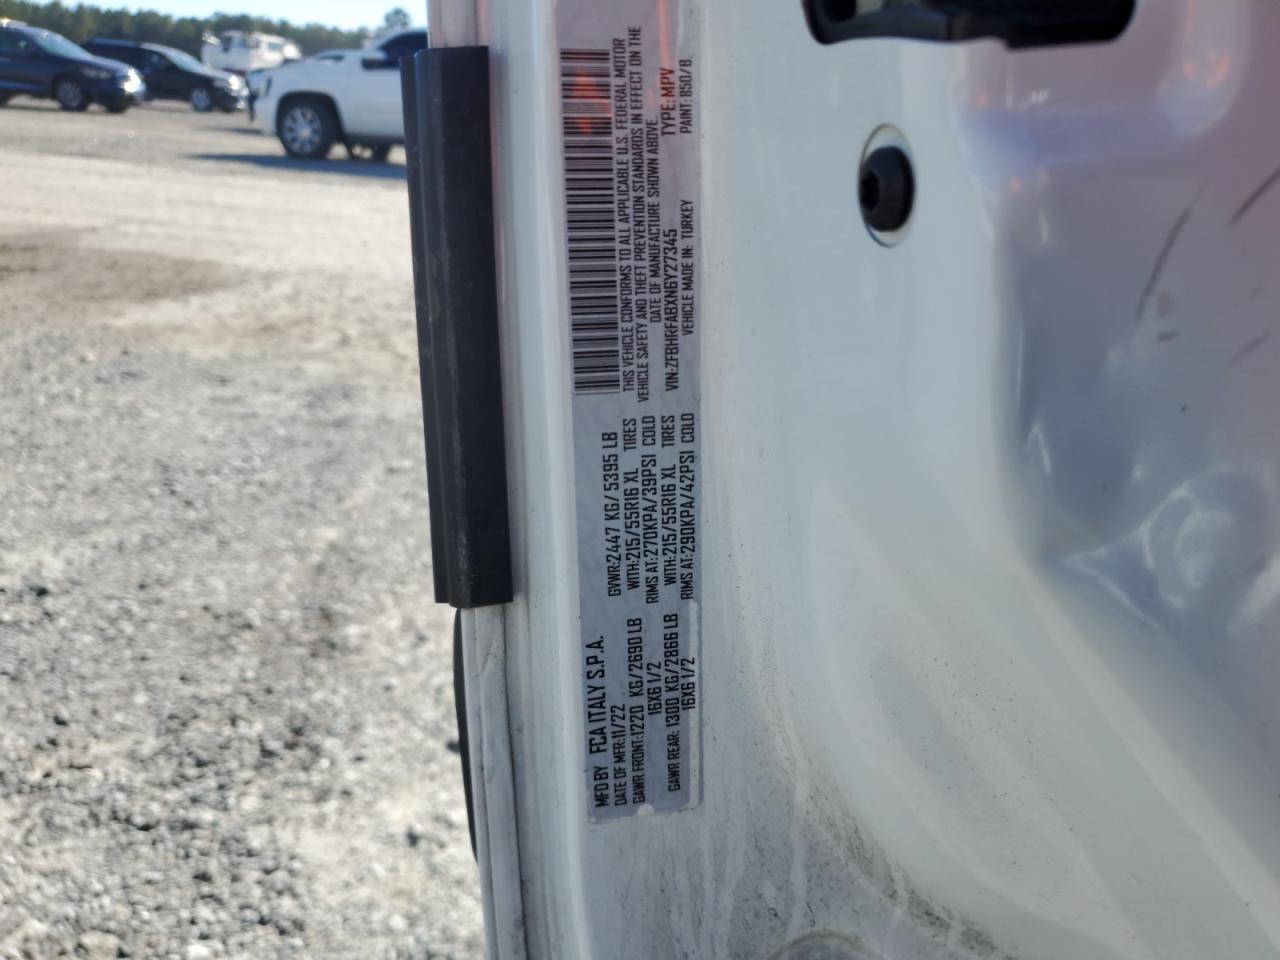 MFD BY FCA ITALY S.P.A.
DATE OF MFR:11/22 GVWR:2447 KG/ 5395 LB
GAWR FRONT:1220 KG/2690 LB WITH:215/55R16 XL TIRES
16X6 1/2 RIMS AT:270KPA/39PSI COLD
GAWR REAR: 1300 KG/2866 LB WITH:215/55R16 XL TIRES
16X6 1/2 RIMS AT:290KPA/42PSI COLD
THIS VEHICLE CONFORMS TO ALL APPLICABLE U.S. FEDERAL MOTOR
VEHICLE SAFETY AND THEFT PREVENTION STANDARDS IN EFFECT ON THE
DATE OF MANUFACTURE SHOWN ABOVE.
VIN:ZFBHRFABXN6Y27345 TYPE:MPV
VEHICLE MADE IN: TURKEY PAINT:850/8